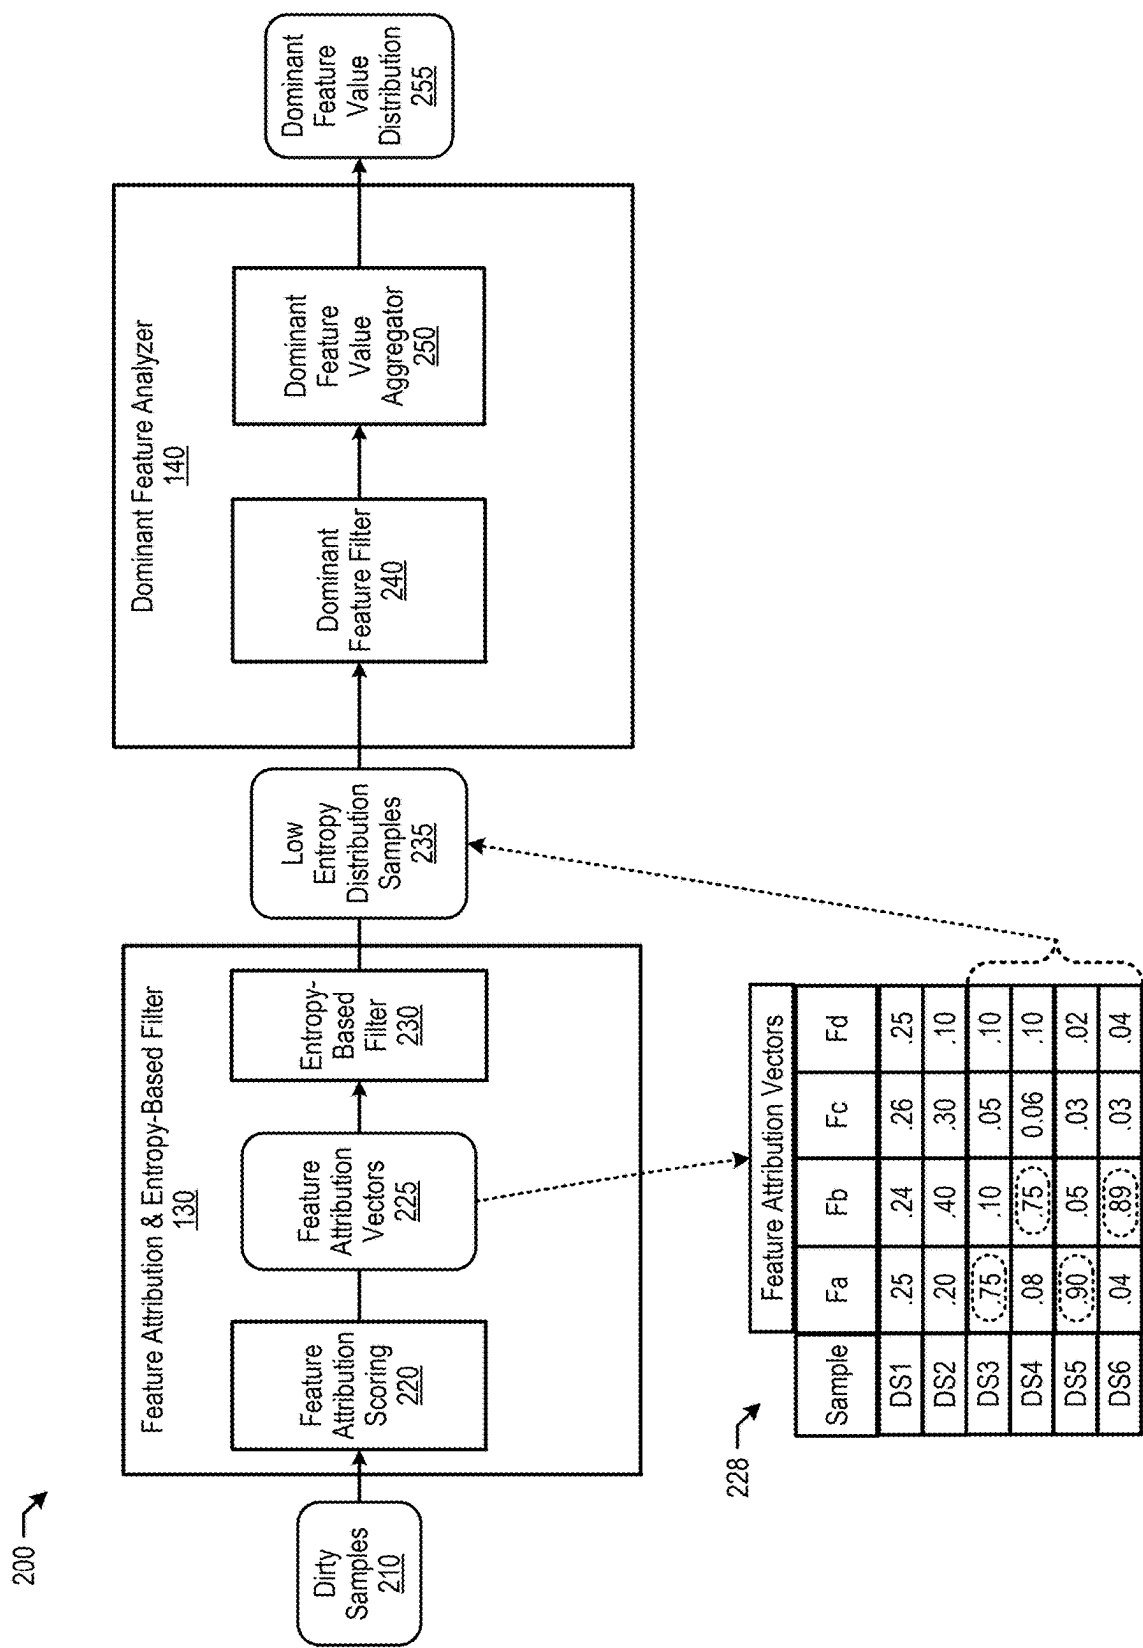 200
Dirty
Samples
210
Feature Attribution & Entropy-Based Filter
130
Feature
Attribution
Scoring
220
Feature
Attribution
Vectors
225
Entropy-
Based
Filter
230
Low
Entropy
Distribution
Samples
235
Dominant Feature Analyzer
140
Dominant
Feature Filter
240
Dominant
Feature
Value
Aggregator
250
Dominant
Feature
Value
Distribution
255
228
Feature Attribution Vectors
Sample Fa Fb Fc Fd
DS1 .25 .24 .26 .25
DS2 .20 .40 .30 .10
DS3 .75 .10 .05 .10
DS4 .08 .75 0.06 .10
DS5 .90 .05 .03 .02
DS6 .04 .89 .03 .04